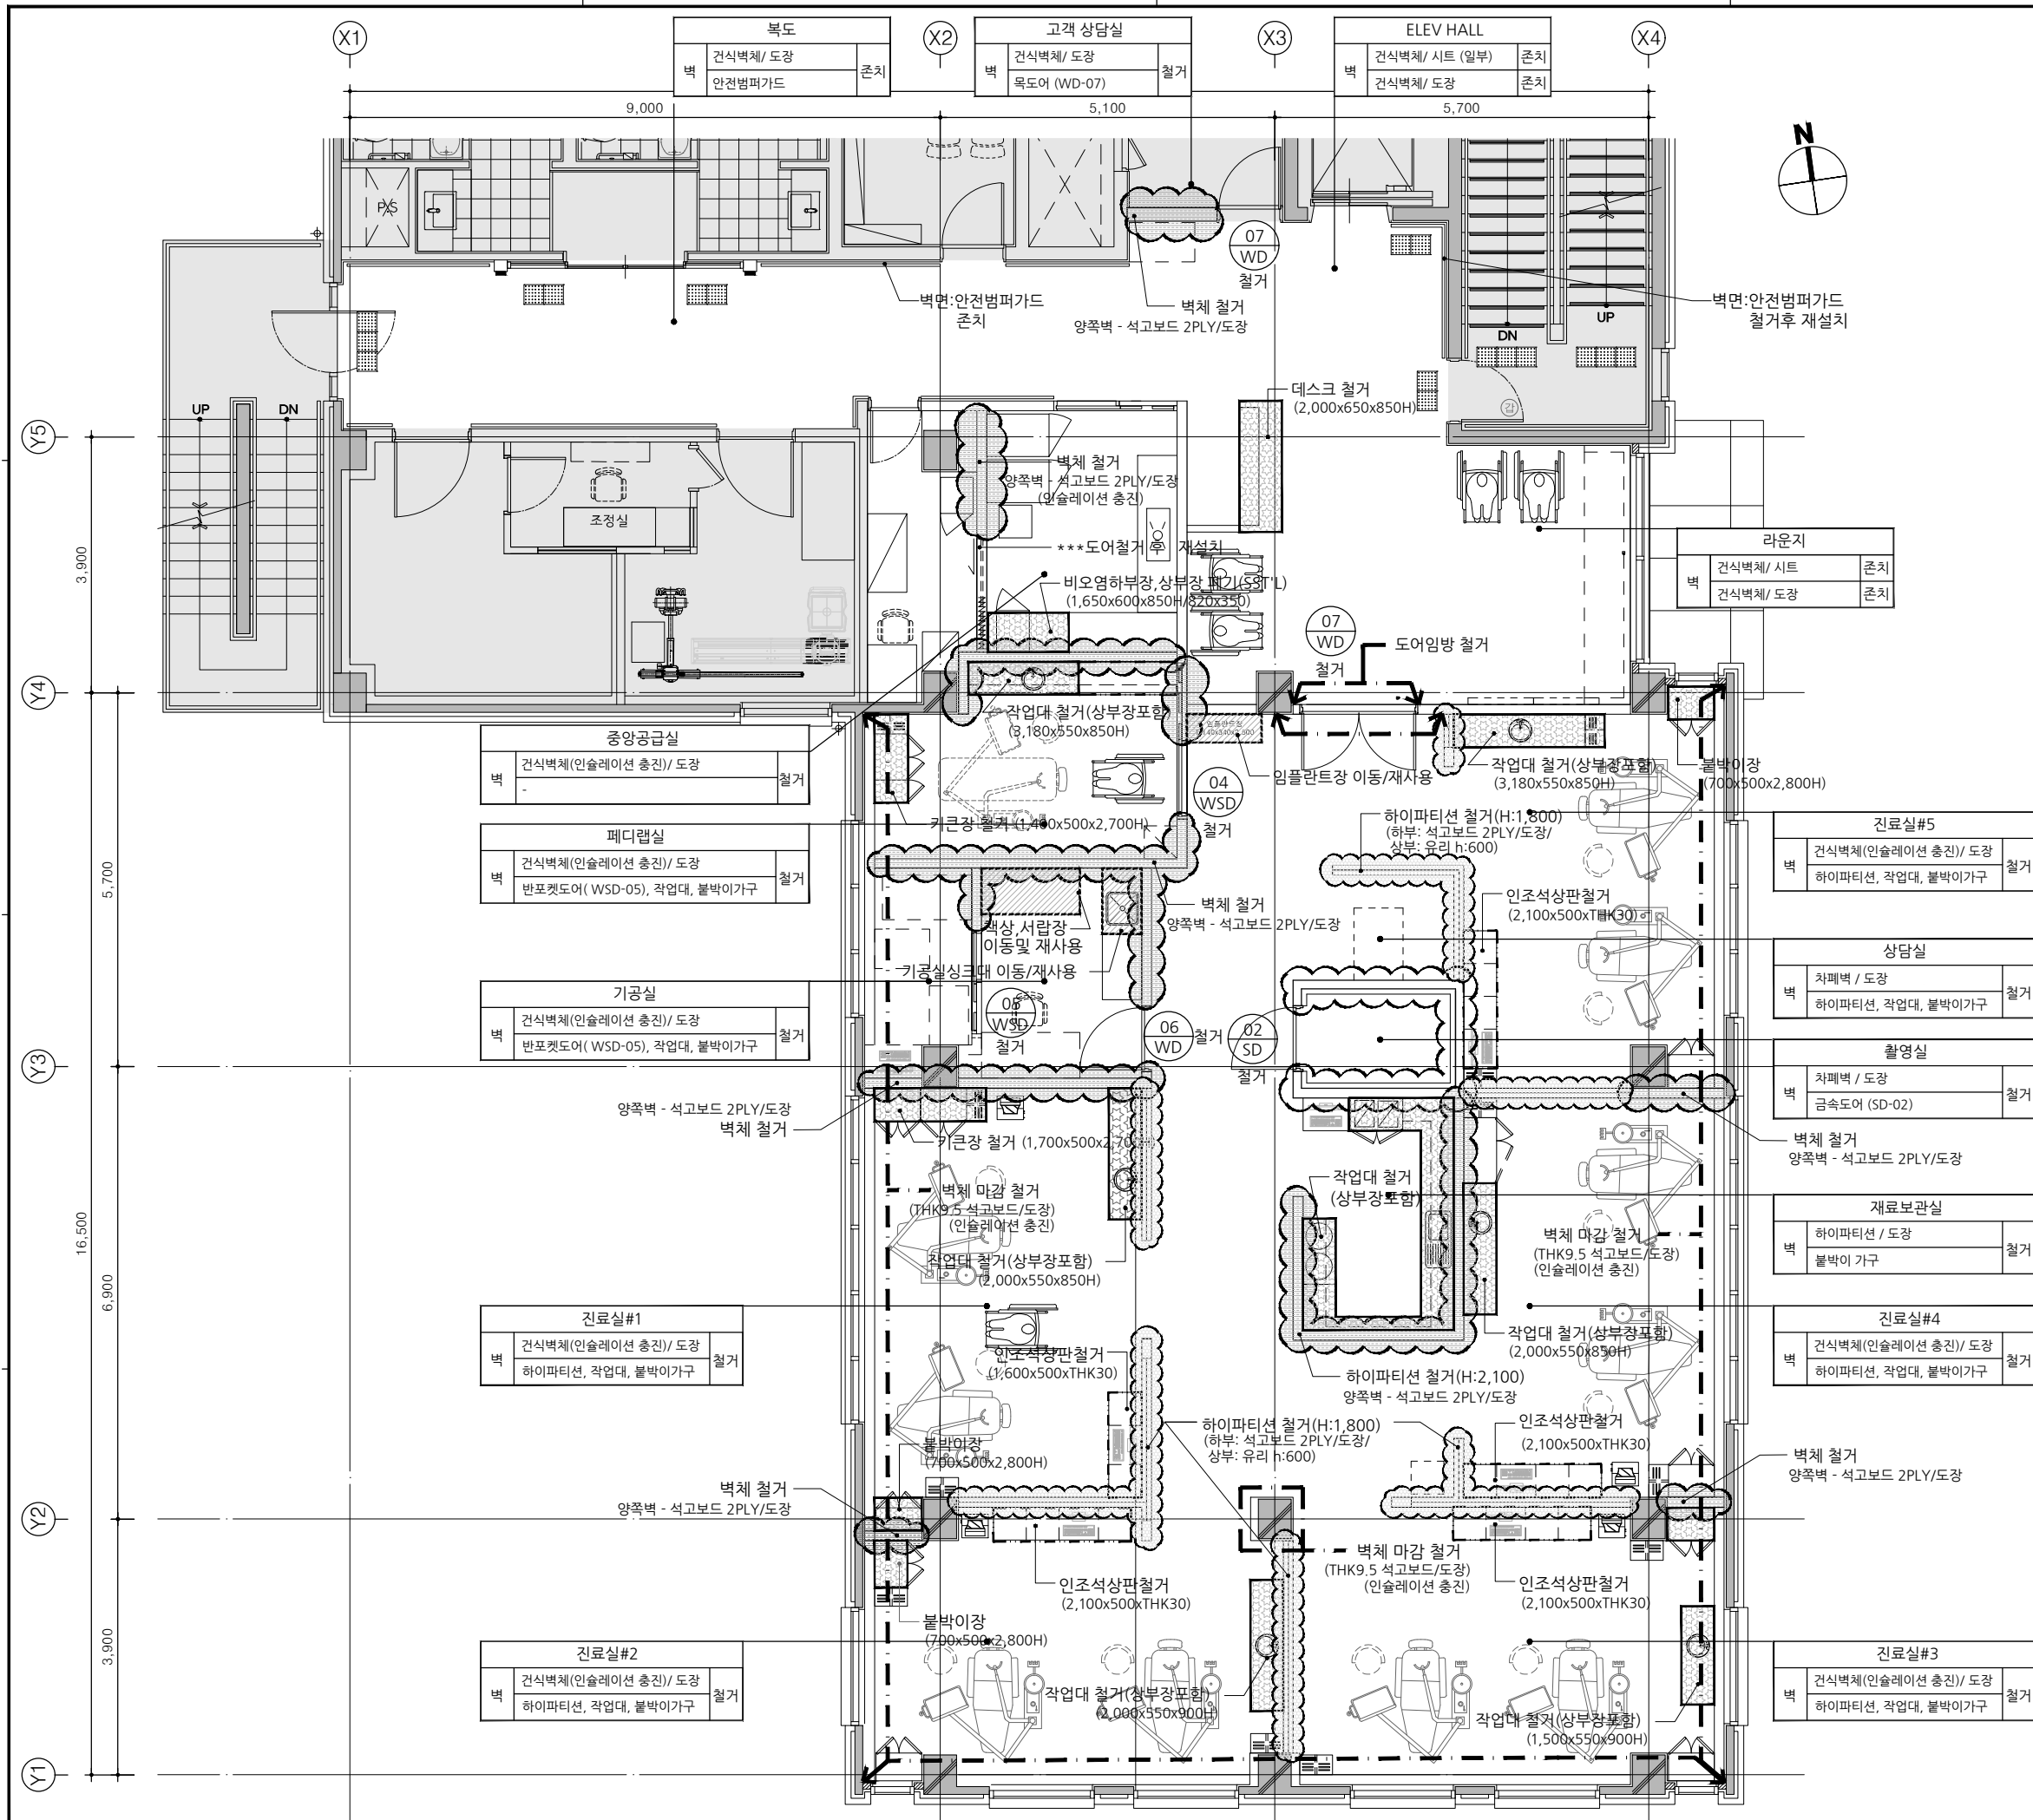 X1
X2
X3
X4
복도
벽
건식벽체/ 도장
안전범퍼가드
존치
고객 상담실
벽
건식벽체/ 도장
목도어 (WD-07)
철거
ELEV HALL
벽
건식벽체/ 시트 (일부)
존치
건식벽체/ 도장
존치
9,000
5,100
5,700
N
P.S
07
WD
철거
벽체 철거
양쪽벽 - 석고보드 2PLY/도장
벽면:안전범퍼가드
존치
벽면:안전범퍼가드
철거후 재설치
DN
UP
UP
DN
갑
데스크 철거
(2,000x650x850H)
Y5
조정실
벽체 철거
양쪽벽 - 석고보드 2PLY/도장
(인슐레이션 충진)
***도어철거 후 재설치
비오염하부장,상부장 폐기(SST'L)
(1,650x600x850H/820x350)
라운지
벽
건식벽체/ 시트
존치
건식벽체/ 도장
존치
3,900
07
WD
철거
도어임방 철거
Y4
작업대 철거(상부장포함)
(3,180x550x850H)
중앙공급실
벽
건식벽체(인슐레이션 충진)/ 도장
-
철거
임플란트장 이동/재사용
04
WSD
철거
작업대 철거(상부장포함)
(3,180x550x850H)
붙박이장
(700x500x2,800H)
키큰장 철거 (1,400x500x2,700H)
하이파티션 철거(H:1,800)
(하부: 석고보드 2PLY/도장/
상부: 유리 h:600)
페디랩실
벽
건식벽체(인슐레이션 충진)/ 도장
반포켓도어( WSD-05), 작업대, 붙박이가구
철거
진료실#5
벽
건식벽체(인슐레이션 충진)/ 도장
하이파티션, 작업대, 붙박이가구
철거
5,700
인조석상판철거
(2,100x500xTHK30)
벽체 철거
양쪽벽 - 석고보드 2PLY/도장
책상,서랍장
이동및 재사용
기공실싱크대 이동/재사용
상담실
벽
차폐벽 / 도장
하이파티션, 작업대, 붙박이가구
철거
기공실
벽
건식벽체(인슐레이션 충진)/ 도장
반포켓도어( WSD-05), 작업대, 붙박이가구
철거
05
WSD
철거
06
WD
철거
02
SD
철거
촬영실
벽
차폐벽 / 도장
금속도어 (SD-02)
철거
Y3
양쪽벽 - 석고보드 2PLY/도장
벽체 철거
키큰장 철거 (1,700x500x2,70
벽체 철거
양쪽벽 - 석고보드 2PLY/도장
작업대 철거
(상부장포함)
벽체 마감 철거
(THK9.5 석고보드/도장)
(인슐레이션 충진)
벽체 마감 철거
(THK9.5 석고보드/도장)
(인슐레이션 충진)
재료보관실
벽
하이파티션 / 도장
붙박이 가구
철거
16,500
6,900
작업대 철거(상부장포함)
(2,000x550x850H)
진료실#1
벽
건식벽체(인슐레이션 충진)/ 도장
하이파티션, 작업대, 붙박이가구
철거
진료실#4
벽
건식벽체(인슐레이션 충진)/ 도장
하이파티션, 작업대, 붙박이가구
철거
인조석상판철거
(1,600x500xTHK30)
작업대 철거(상부장포함)
(2,000x550x850H)
하이파티션 철거(H:2,100)
양쪽벽 - 석고보드 2PLY/도장
하이파티션 철거(H:1,800)
(하부: 석고보드 2PLY/도장/
상부: 유리 h:600)
인조석상판철거
(2,100x500xTHK30)
붙박이장
(700x500x2,800H)
벽체 철거
양쪽벽 - 석고보드 2PLY/도장
벽체 철거
양쪽벽 - 석고보드 2PLY/도장
Y2
벽체 마감 철거
(THK9.5 석고보드/도장)
(인슐레이션 충진)
인조석상판철거
(2,100x500xTHK30)
인조석상판철거
(2,100x500xTHK30)
붙박이장
(700x500x2,800H)
3,900
진료실#2
벽
건식벽체(인슐레이션 충진)/ 도장
하이파티션, 작업대, 붙박이가구
철거
진료실#3
벽
건식벽체(인슐레이션 충진)/ 도장
하이파티션, 작업대, 붙박이가구
철거
작업대 철거(상부장포함)
(2,000x550x900H)
작업대 철거(상부장포함)
(1,500x550x900H)
Y1